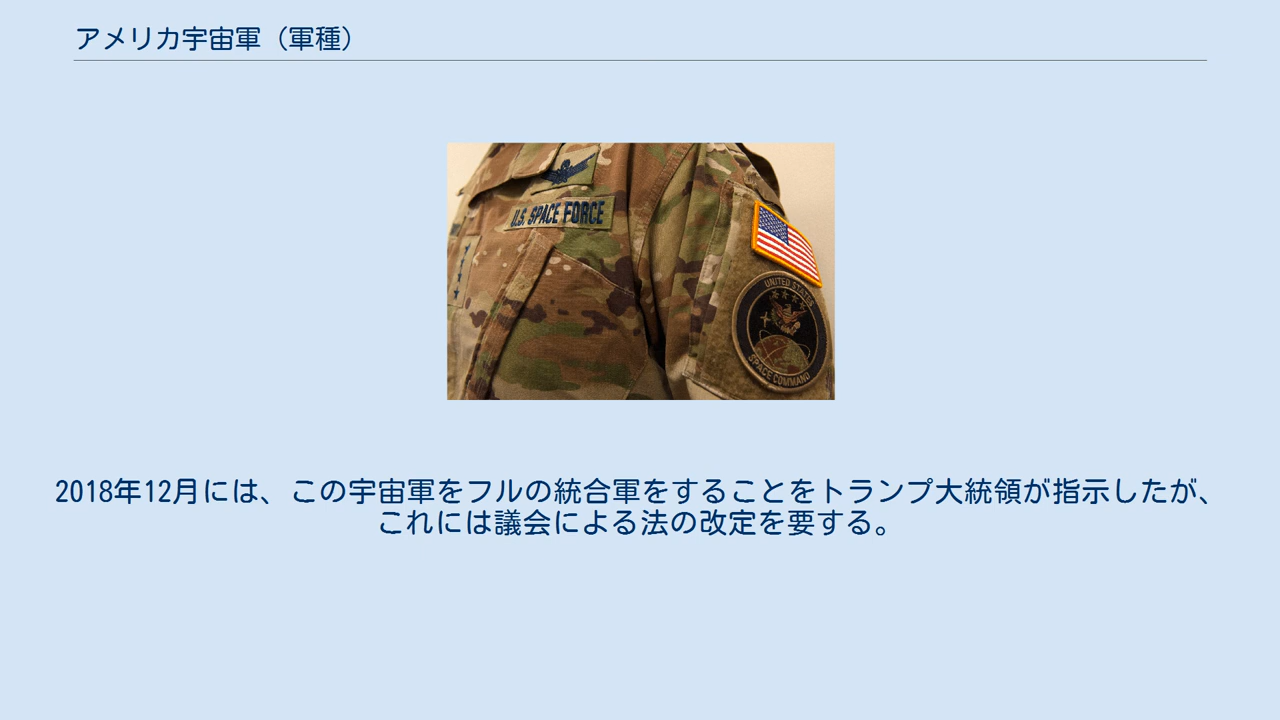 アメリカ宇宙軍（軍種）
U.S. SPACE FORCE
UNITED STATES
SPACE COMMAND
2018年12月には、この宇宙軍をフルの統合軍をすることをトランプ大統領が指示したが、
これには議会による法の改定を要する。